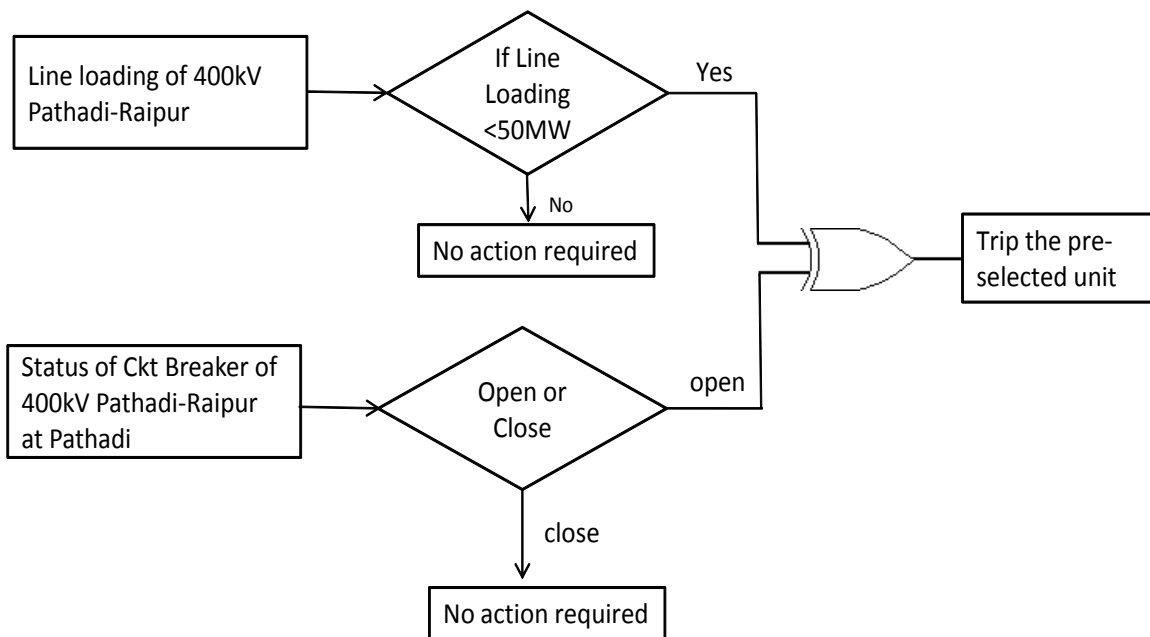 Line loading of 400kV
Pathadi-Raipur
If Line
Loading
<50MW
Yes
No
No action required
Trip the pre-
selected unit
Status of Ckt Breaker of
400kV Pathadi-Raipur
at Pathadi
Open or
Close
open
close
No action required